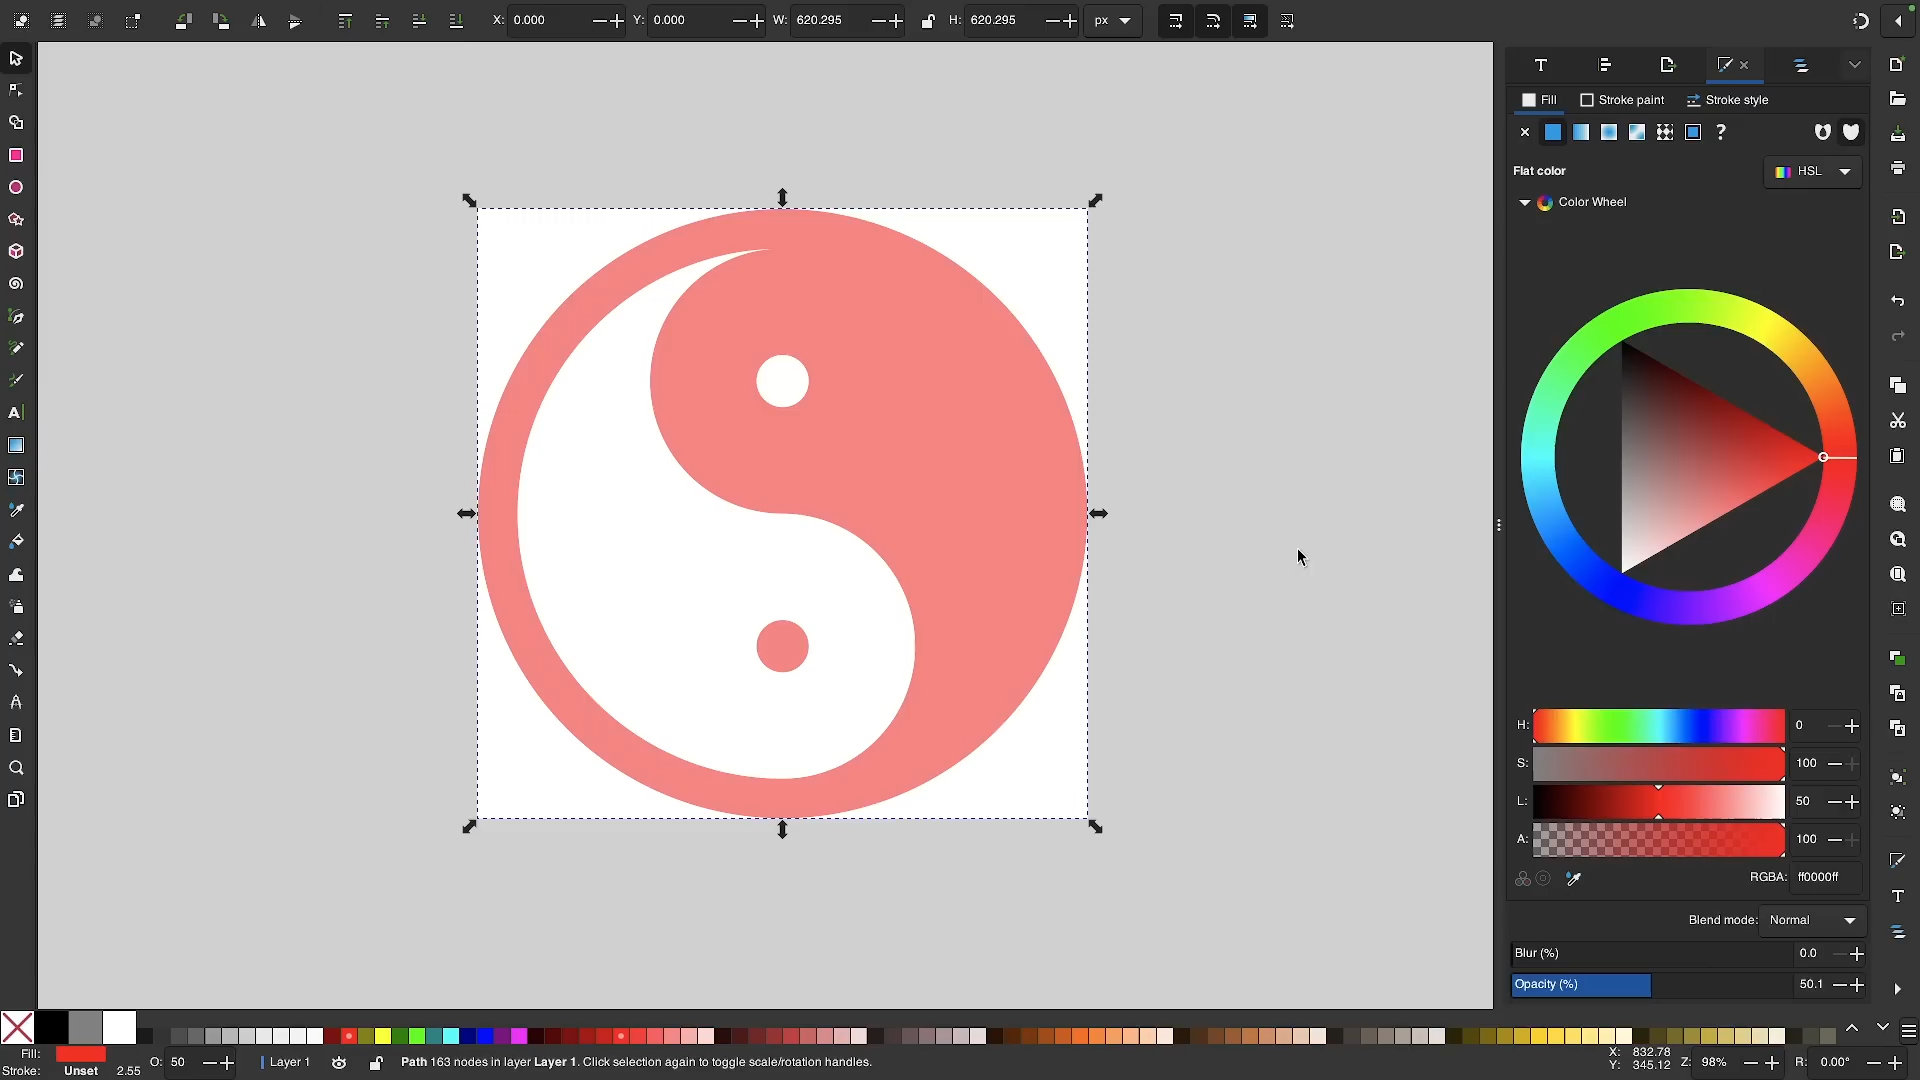 X: 0.000 Y: 0.000 W: 620.295 H: 620.295 px
Fill Stroke paint Stroke style
?
Flat color HSL
Color Wheel
H: 0
S: 100
L: 50
A: 100
RGBA: ff0000ff
Blend mode: Normal
Blur (%) 0.0
Opacity (%) 50.1
Fill: O: 50 Layer 1 Path 163 nodes in layer Layer 1. Click selection again to toggle scale/rotation handles. X: 832.78 Z: 98% R: 0.00°
Stroke: Unset 2.55 Y: 345.12